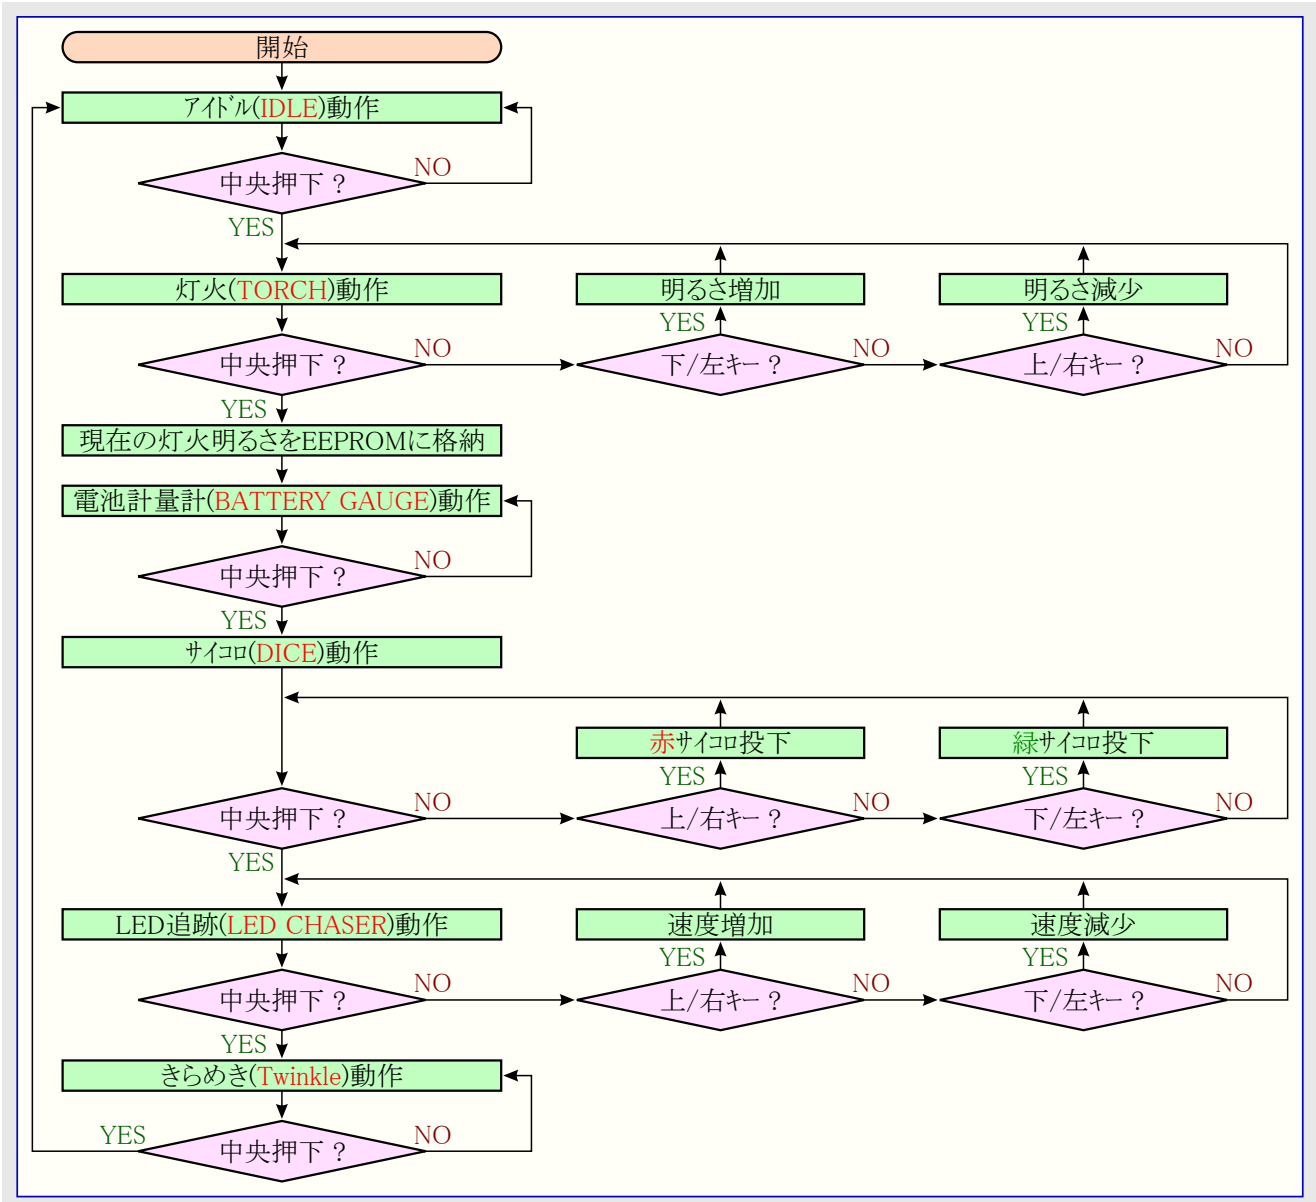 開始
ｱｲﾄﾞﾙ(IDLE)動作
中央押下？
NO
YES
灯火(TORCH)動作
明るさ増加
明るさ減少
YES
YES
中央押下？
NO
下/左ｷｰ？
NO
上/右ｷｰ？
NO
YES
現在の灯火明るさをEEPROMに格納
電池計量計(BATTERY GAUGE)動作
中央押下？
NO
YES
ｻｲｺﾛ(DICE)動作
赤ｻｲｺﾛ投下
緑ｻｲｺﾛ投下
YES
YES
中央押下？
NO
上/右ｷｰ？
NO
下/左ｷｰ？
NO
YES
LED追跡(LED CHASER)動作
速度増加
速度減少
YES
YES
中央押下？
NO
上/右ｷｰ？
NO
下/左ｷｰ？
NO
YES
きらめき(Twinkle)動作
YES
中央押下？
NO